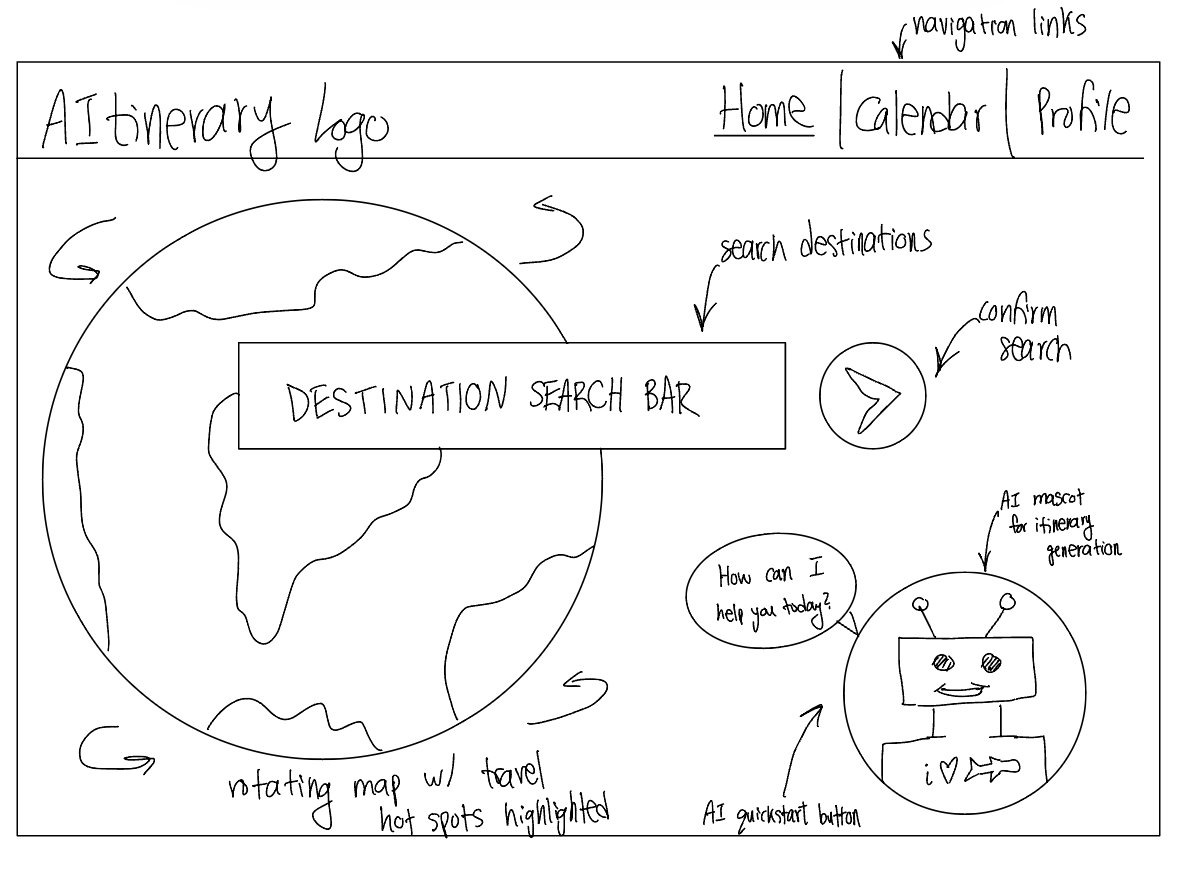 navigation links
AItinerary Logo
Home
Calendar
Profile
search destinations
confirm
search
DESTINATION SEARCH BAR
AI mascot
for itinerary
generation
How can I
help you today?
i
rotating map w/ travel
hot spots highlighted
AI quickstart button